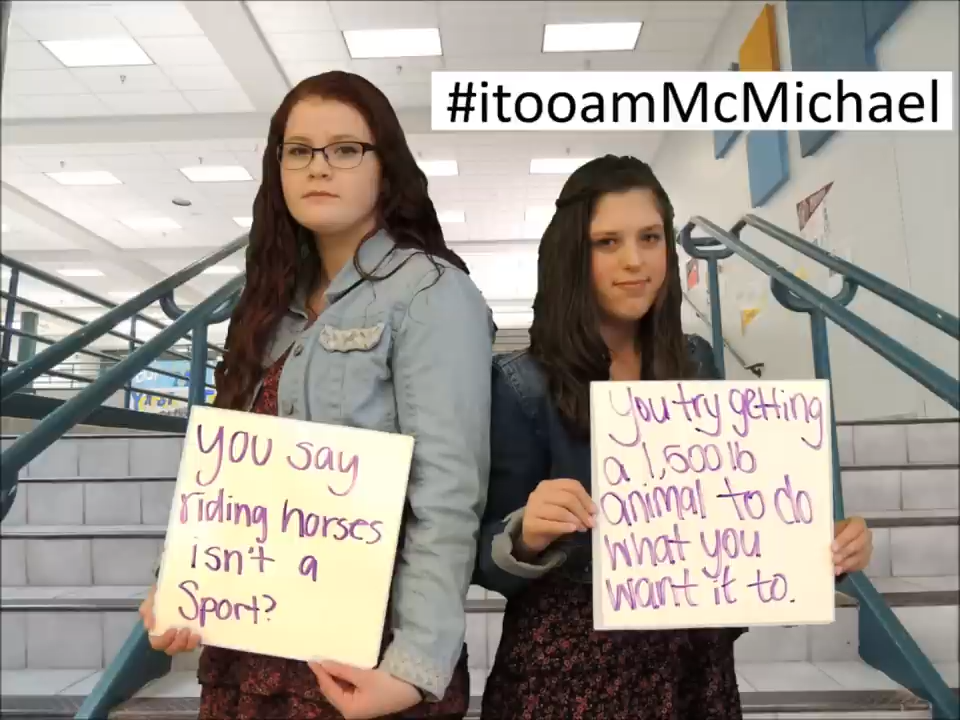 #itooamMcMichael
you say
riding horses
isn't a
Sport?
You try getting
a 1,500 lb
animal to do
what you
want it to.